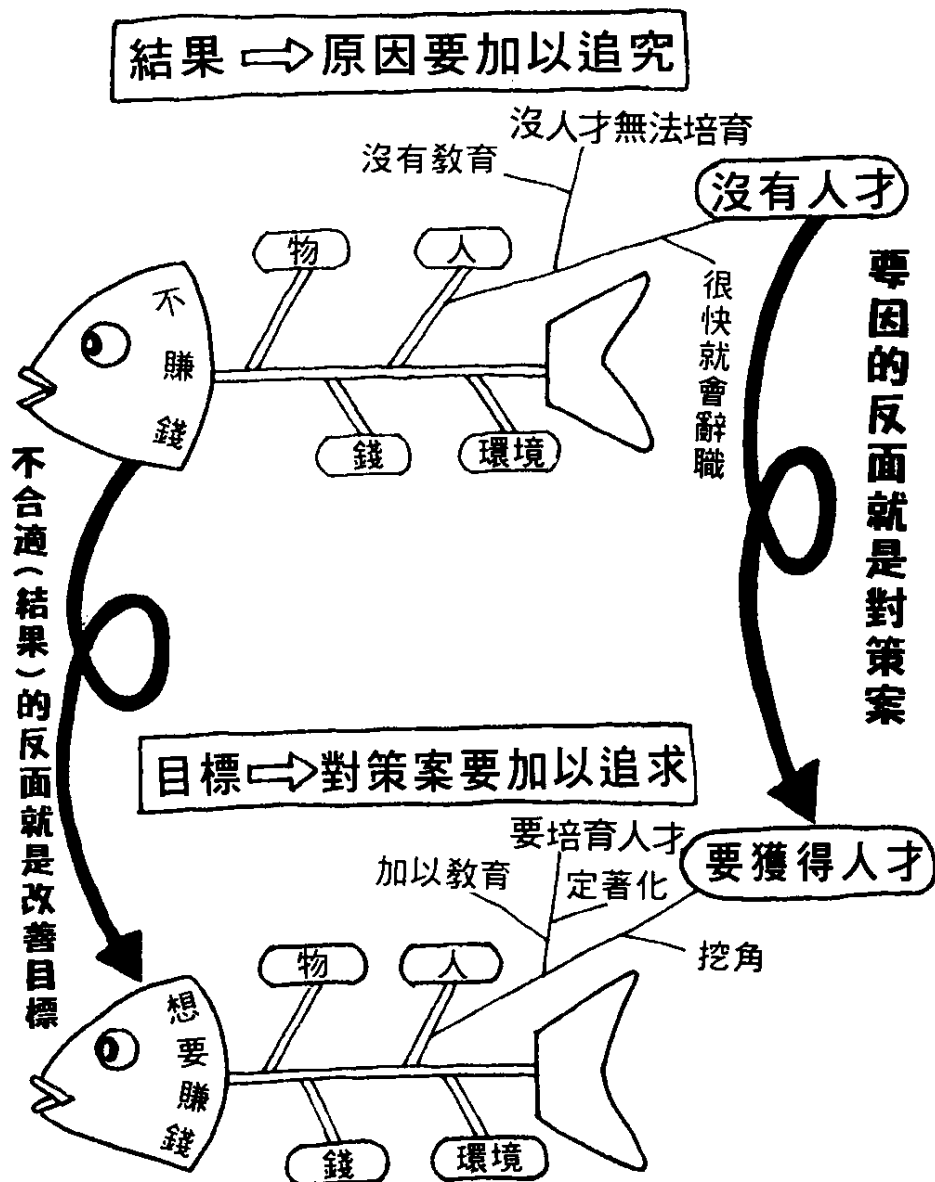 結果⇨原因要加以追究
沒人才無法培育
沒有教育
沒有人才
物
人
很快就會辭職
不賺錢
錢
環境
要因的反面就是對策案
不合適(結果)的反面就是改善目標
目標⇨對策案要加以追求
要培育人才
加以教育
定著化
要獲得人才
挖角
物
人
想要賺錢
錢
環境